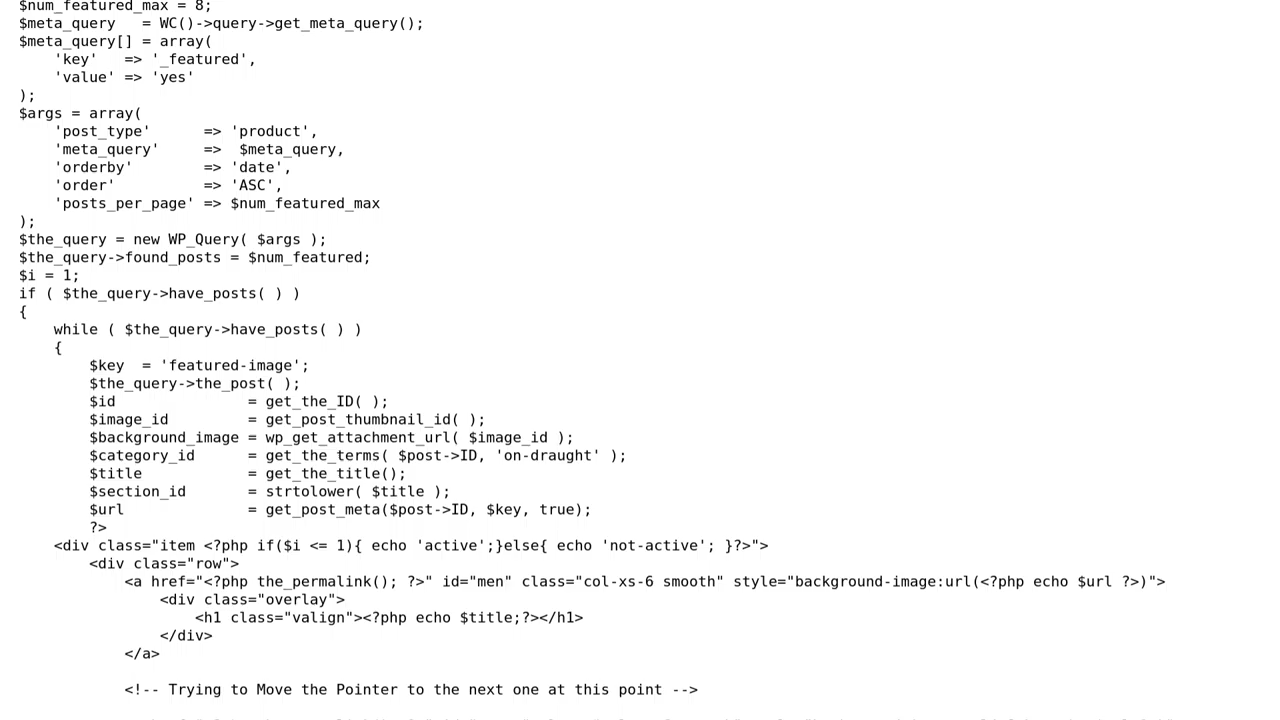 $num_featured_max = 8;
$meta_query   = WC()->query->get_meta_query();
$meta_query[] = array(
    'key'   => '_featured',
    'value' => 'yes'
);
$args = array(
    'post_type'      => 'product',
    'meta_query'     =>  $meta_query,
    'orderby'        => 'date',
    'order'          => 'ASC',
    'posts_per_page' => $num_featured_max
);
$the_query = new WP_Query( $args );
$the_query->found_posts = $num_featured;
$i = 1;
if ( $the_query->have_posts( ) )
{
    while ( $the_query->have_posts( ) )
    {
        $key  = 'featured-image';
        $the_query->the_post( );
        $id               = get_the_ID( );
        $image_id         = get_post_thumbnail_id( );
        $background_image = wp_get_attachment_url( $image_id );
        $category_id      = get_the_terms( $post->ID, 'on-draught' );
        $title            = get_the_title();
        $section_id       = strtolower( $title );
        $url              = get_post_meta($post->ID, $key, true);
        ?>
    <div class="item <?php if($i <= 1){ echo 'active';}else{ echo 'not-active'; }?>">
        <div class="row">
            <a href="<?php the_permalink(); ?>" id="men" class="col-xs-6 smooth" style="background-image:url(<?php echo $url ?>)">
                <div class="overlay">
                    <h1 class="valign"><?php echo $title;?></h1>
                </div>
            </a>

            <!-- Trying to Move the Pointer to the next one at this point -->